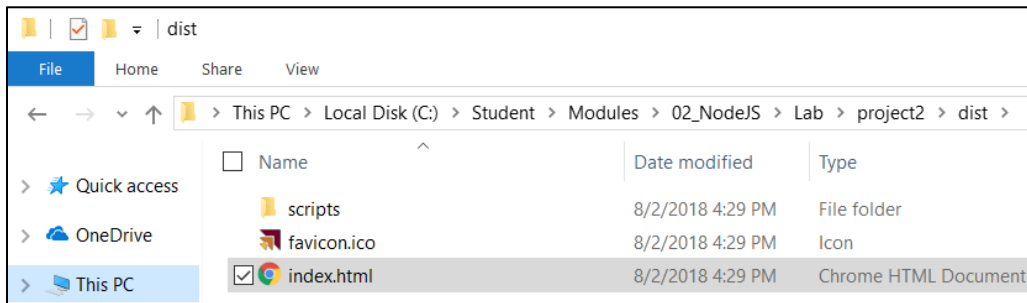 dist
File Home Share View
This PC > Local Disk (C:) > Student > Modules > 02_NodeJS > Lab > project2 > dist >
Name Date modified Type
Quick access
scripts 8/2/2018 4:29 PM File folder
OneDrive
favicon.ico 8/2/2018 4:29 PM Icon
This PC
index.html 8/2/2018 4:29 PM Chrome HTML Document